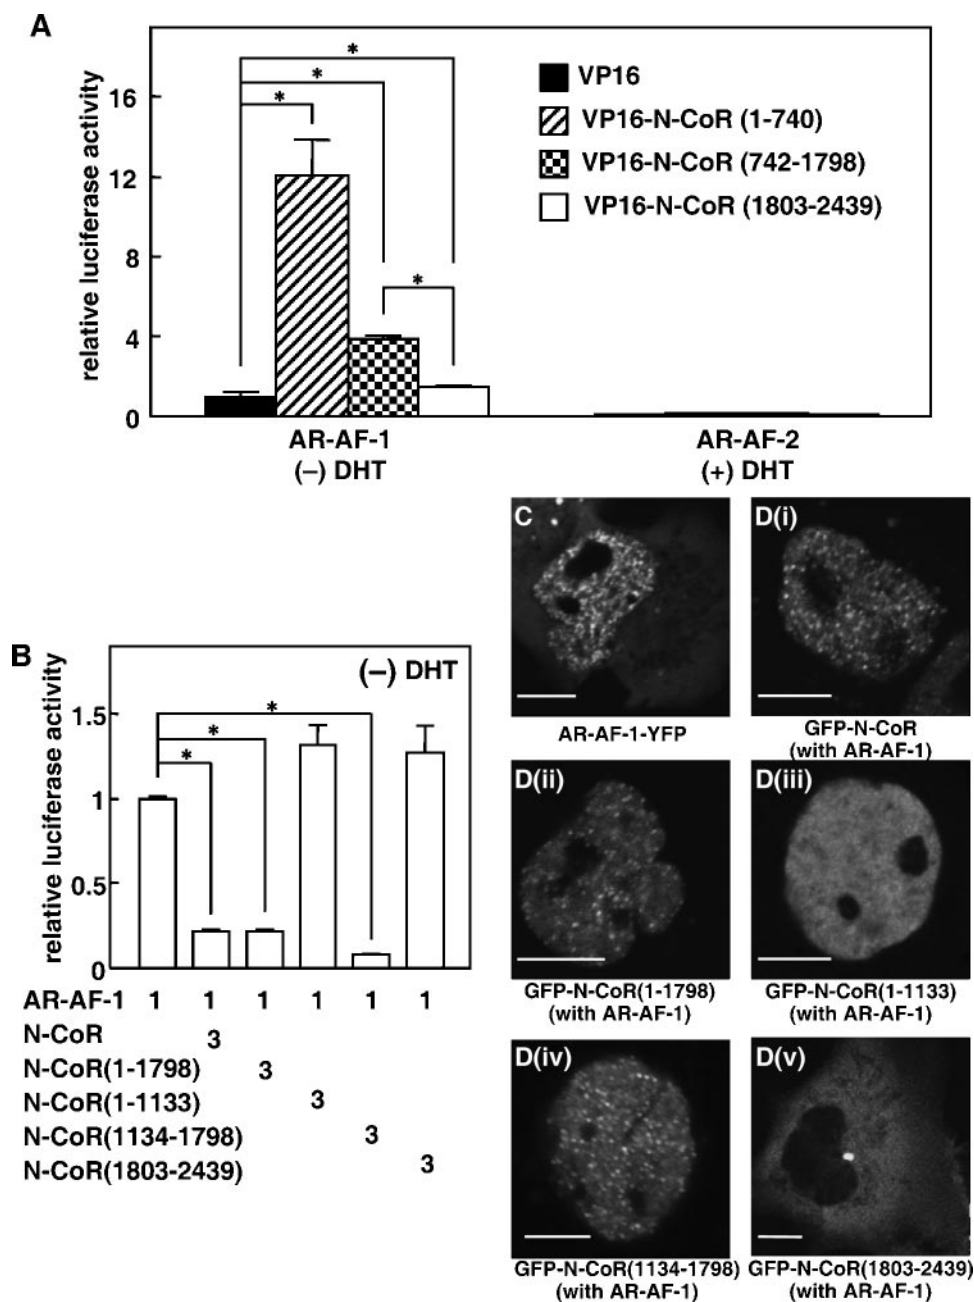 A
relative luciferase activity
16
12
8
4
0
*
*
*
*
VP16
VP16-N-CoR (1-740)
VP16-N-CoR (742-1798)
VP16-N-CoR (1803-2439)
AR-AF-1
(–) DHT
AR-AF-2
(+) DHT
B
relative luciferase activity
(–) DHT
1.5
1
0.5
0
*
*
*
AR-AF-1 1 1 1 1 1 1
N-CoR 3
N-CoR(1-1798) 3
N-CoR(1-1133) 3
N-CoR(1134-1798) 3
N-CoR(1803-2439) 3
C
AR-AF-1-YFP
D(i)
GFP-N-CoR
(with AR-AF-1)
D(ii)
GFP-N-CoR(1-1798)
(with AR-AF-1)
D(iii)
GFP-N-CoR(1-1133)
(with AR-AF-1)
D(iv)
GFP-N-CoR(1134-1798)
(with AR-AF-1)
D(v)
GFP-N-CoR(1803-2439)
(with AR-AF-1)